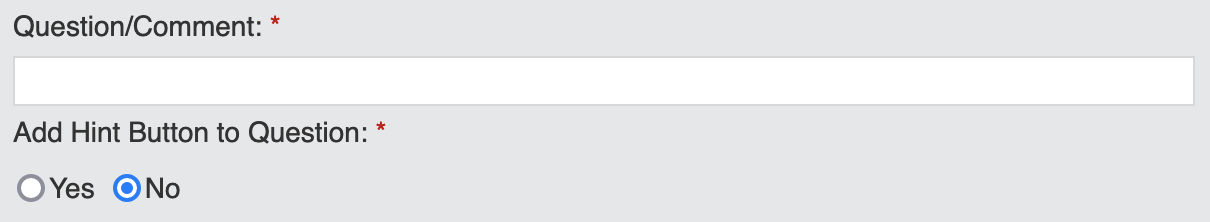 Question/Comment: *
Add Hint Button to Question: *
Yes No